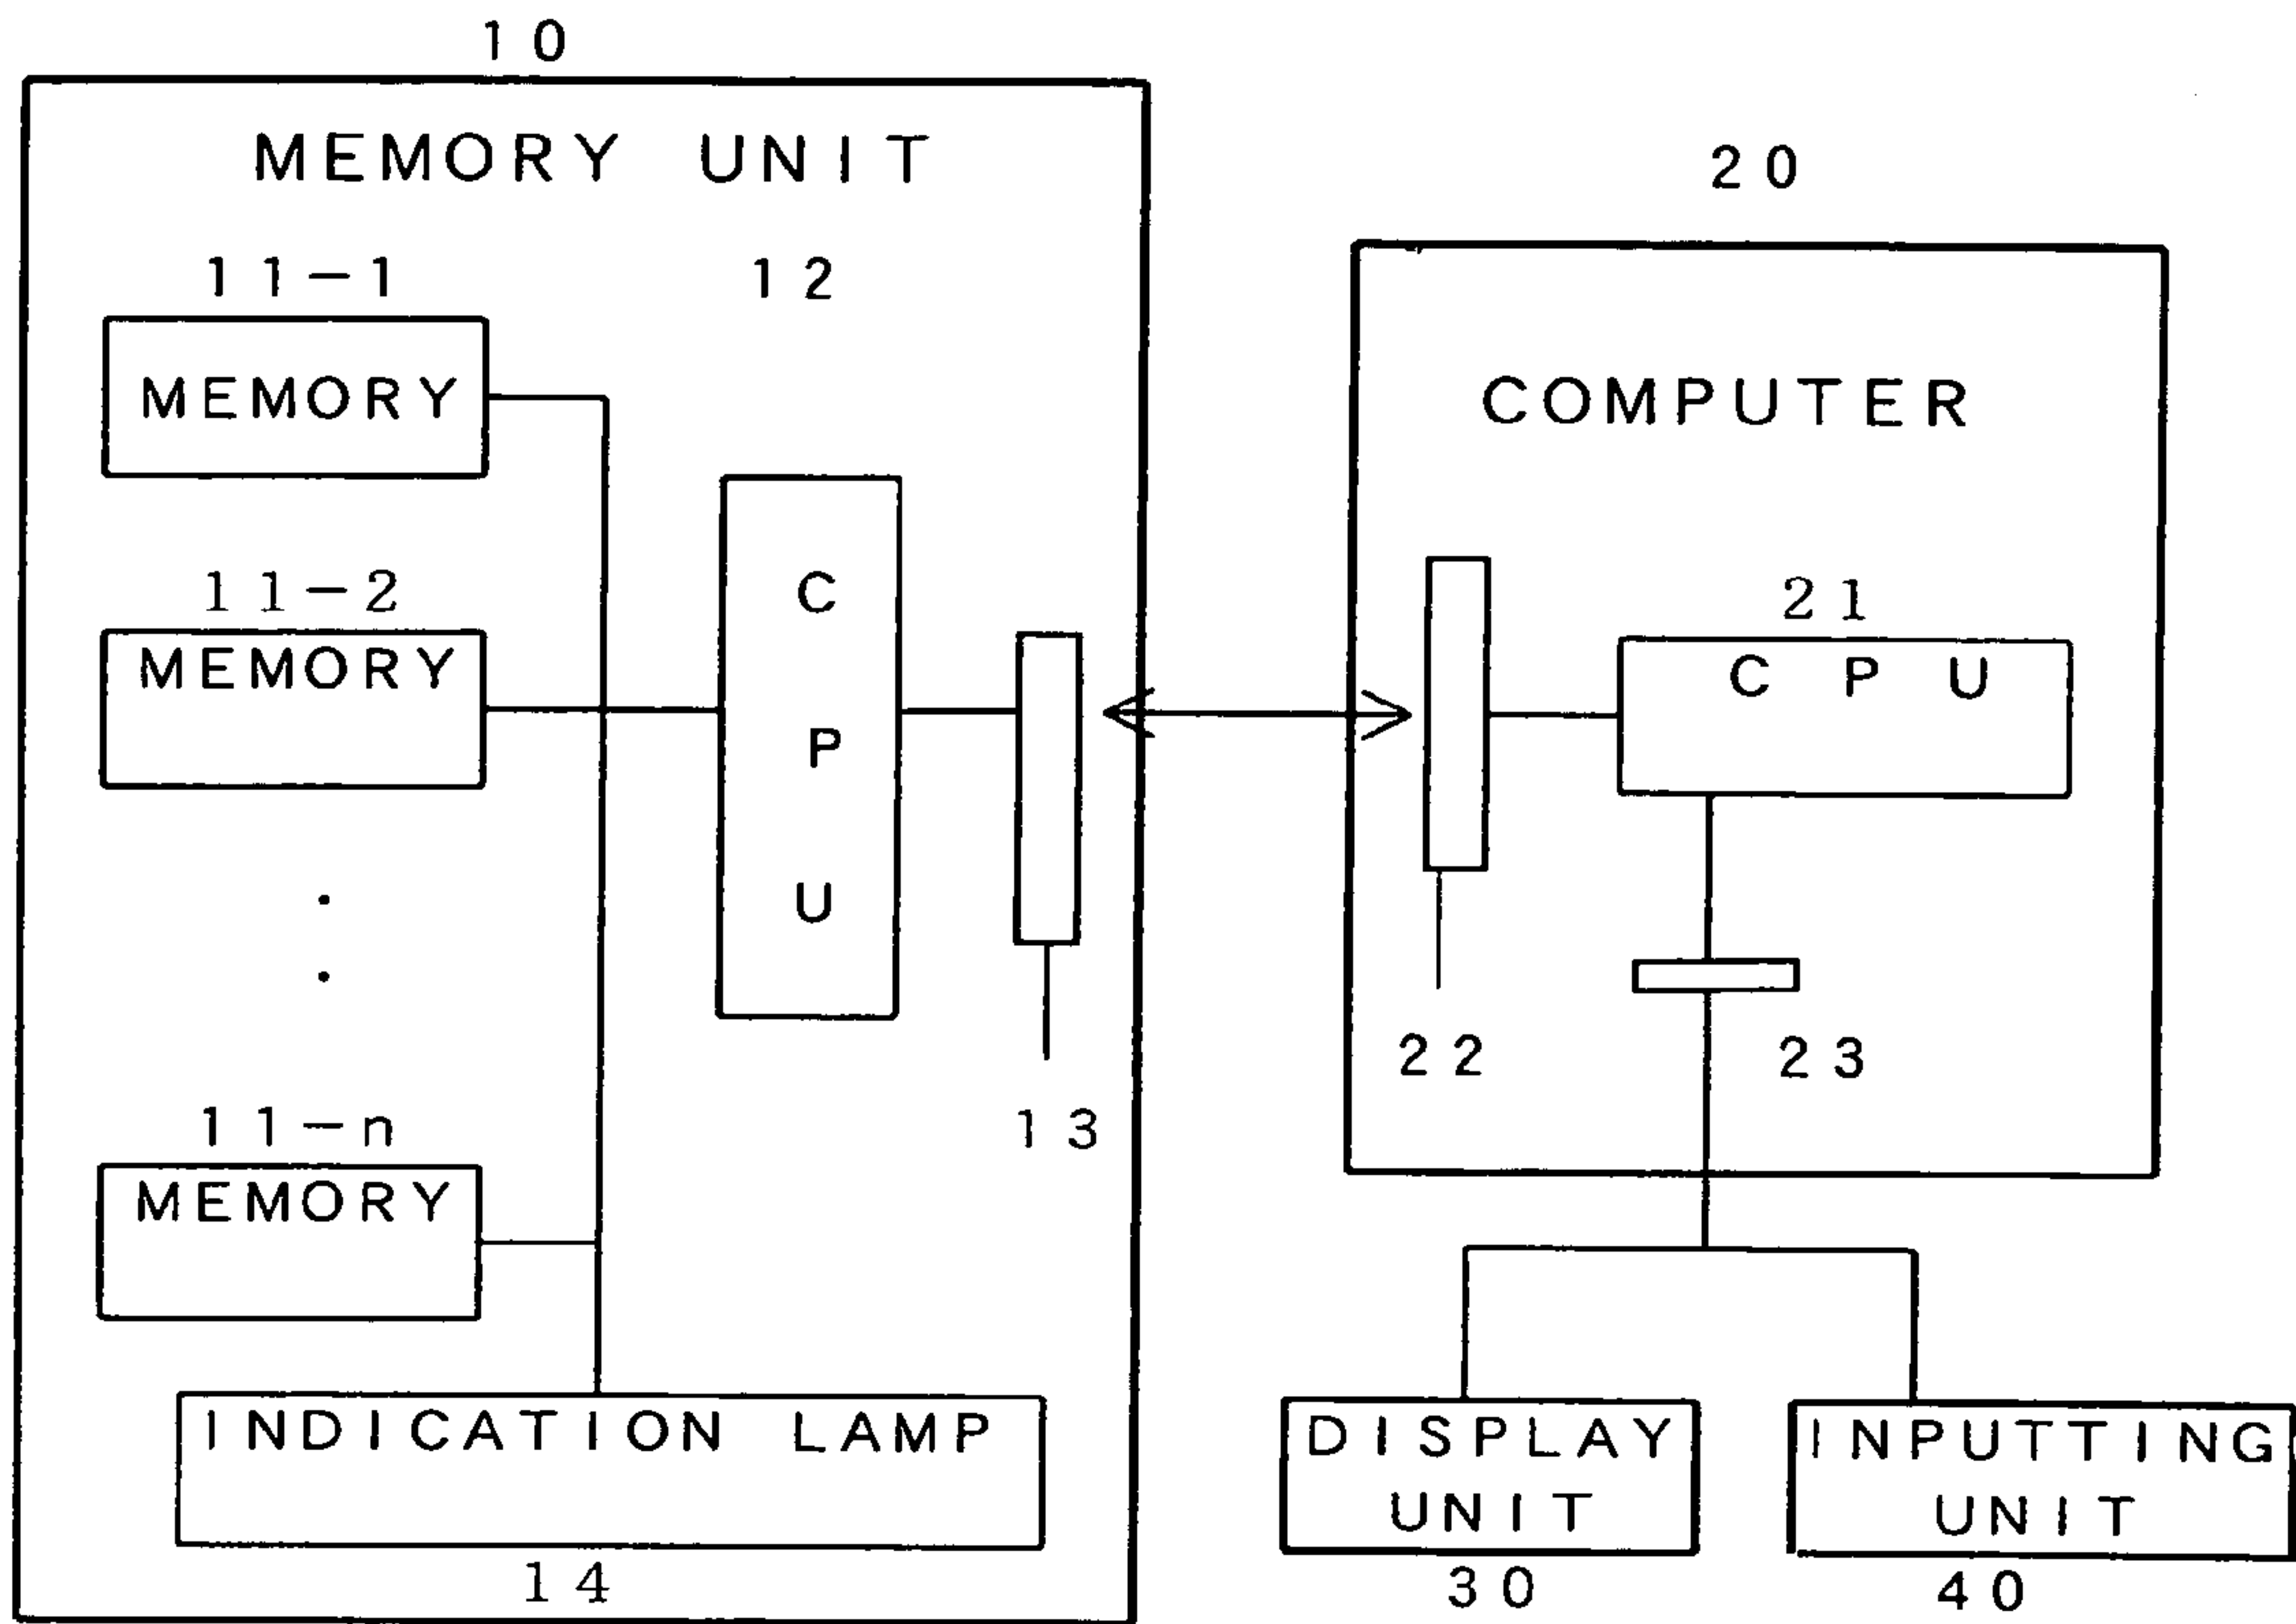 10
MEMORY UNIT
11-1
MEMORY
12
11-2
MEMORY
C
P
U
13
11-n
MEMORY
INDICATION LAMP
14
20
COMPUTER
21
C P U
22
23
DISPLAY
UNIT
30
INPUTTING
UNIT
40